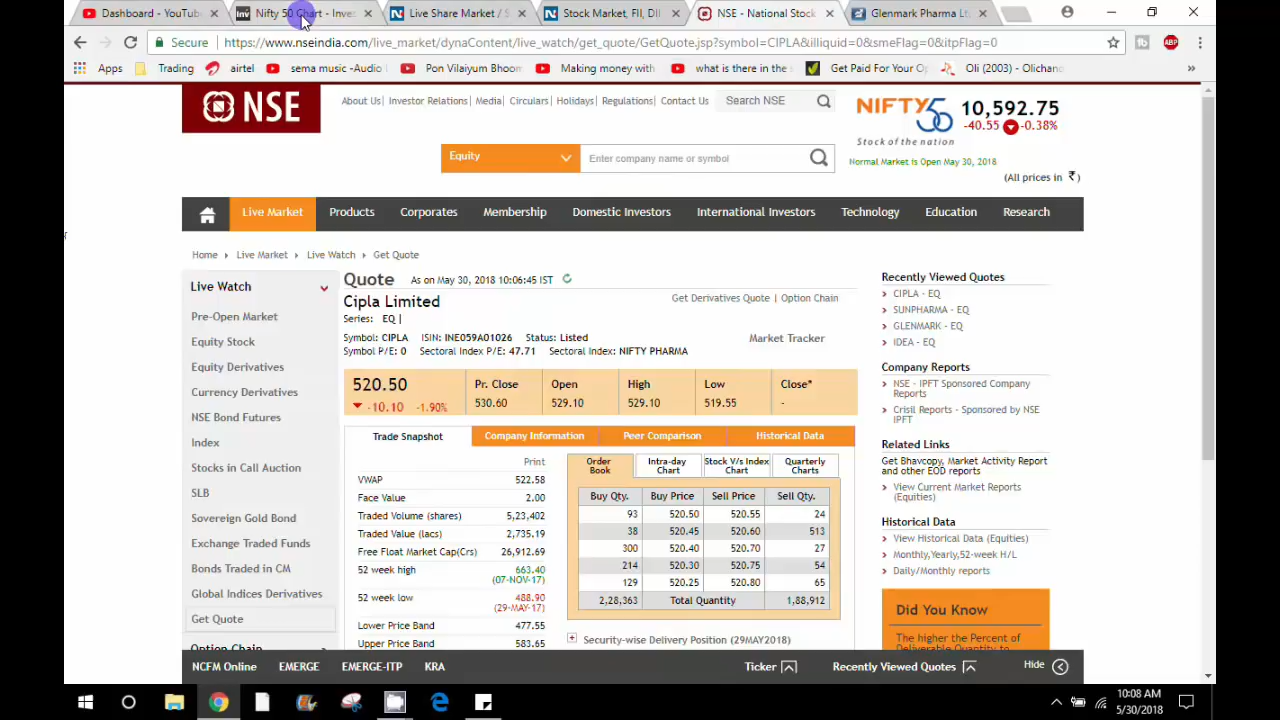 Dashboard - YouTub
Inv Nifty 50 Chart - Inves
Live Share Market / S
Stock Market, FII, DII
NSE - National Stock
Glenmark Pharma Lt
Secure https://www.nseindia.com/live_market/dynaContent/live_watch/get_quote/GetQuote.jsp?symbol=CIPLA&illiquid=0&smeFlag=0&itpFlag=0
Apps Trading airtel sema music -Audio Pon Vilaiyum Bhoom Making money with what is there in the s Get Paid For Your Op Oli (2003) - Olichand »
NSE
About Us| Investor Relations| Media| Circulars| Holidays| Regulations| Contact Us Search NSE
NIFTY 50 10,592.75
-40.55 -0.38%
Stock of the nation
Equity Enter company name or symbol
Normal Market is Open May 30, 2018
(All prices in ₹ )
Live Market Products Corporates Membership Domestic Investors International Investors Technology Education Research
Home Live Market Live Watch Get Quote
Live Watch
Pre-Open Market
Equity Stock
Equity Derivatives
Currency Derivatives
NSE Bond Futures
Index
Stocks in Call Auction
SLB
Sovereign Gold Bond
Exchange Traded Funds
Bonds Traded in CM
Global Indices Derivatives
Get Quote
Option Chain
Quote As on May 30, 2018 10:06:45 IST
Cipla Limited
Get Derivatives Quote | Option Chain
Series: EQ |
Symbol: CIPLA ISIN: INE059A01026 Status: Listed
Market Tracker
Symbol P/E: 0 Sectoral Index P/E: 47.71 Sectoral Index: NIFTY PHARMA
520.50 Pr. Close Open High Low Close*
-10.10 -1.90% 530.60 529.10 529.10 519.55 -
Trade Snapshot Company Information Peer Comparison Historical Data
Print
VWAP 522.58
Face Value 2.00
Traded Volume (shares) 5,23,402
Traded Value (lacs) 2,735.19
Free Float Market Cap(Crs) 26,912.69
52 week high 663.40
(07-NOV-17)
52 week low 488.90
(29-MAY-17)
Lower Price Band 477.55
Upper Price Band 583.65
Order Book
Intra-day Chart
Stock V/s Index Chart
Quarterly Charts
Buy Qty. Buy Price Sell Price Sell Qty.
93 520.50 520.55 24
38 520.45 520.60 513
300 520.40 520.70 27
214 520.30 520.75 54
129 520.25 520.80 65
2,28,363 Total Quantity 1,88,912
Security-wise Delivery Position (29MAY2018)
Recently Viewed Quotes
CIPLA - EQ
SUNPHARMA - EQ
GLENMARK - EQ
IDEA - EQ
Company Reports
NSE - IPFT Sponsored Company
Reports
Crisil Reports - Sponsored by NSE
IPFT
Related Links
Get Bhavcopy, Market Activity Report
and other EOD reports
View Current Market Reports
(Equities)
Historical Data
View Historical Data (Equities)
Monthly,Yearly,52-week H/L
Daily/Monthly reports
Did You Know
The higher the Percent of
NCFM Online EMERGE EMERGE-ITP KRA Ticker Recently Viewed Quotes Hide
10:08 AM
5/30/2018